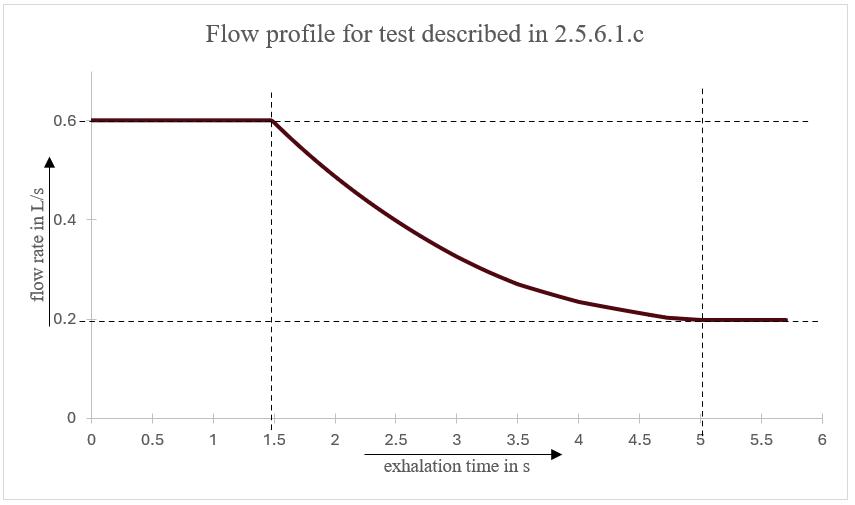 Flow profile for test described in 2.5.6.1.c
0.6
0.4
0.2
0
flow rate in L/s
0 0.5 1 1.5 2 2.5 3 3.5 4 4.5 5 5.5 6
exhalation time in s